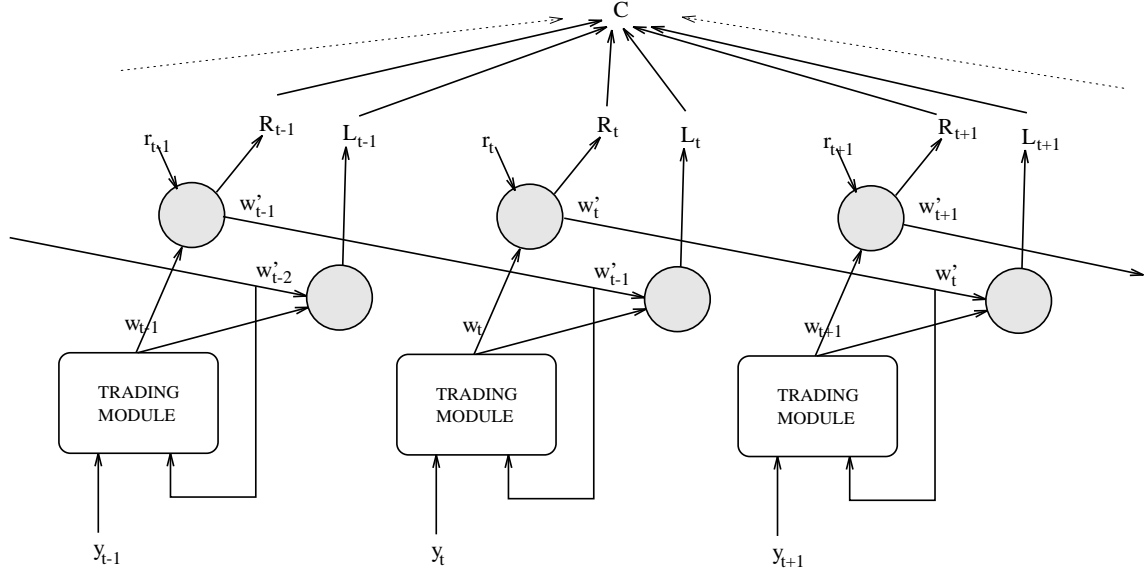 C
R_{t-1} L_{t-1} R_t L_t R_{t+1} L_{t+1}
r_{t-1} r_t r_{t+1}
w'_{t-1} w'_t w'_{t+1}
w'_{t-2} w'_{t-1} w'_t
w_{t-1} w_t w_{t+1}
TRADING TRADING TRADING
MODULE MODULE MODULE
y_{t-1} y_t y_{t+1}